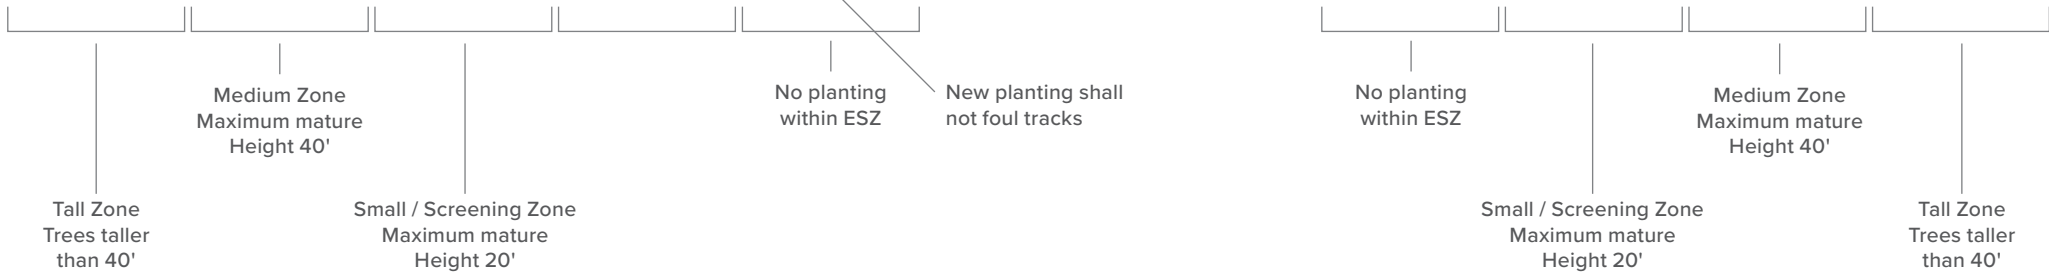 Medium Zone
Maximum mature
Height 40'
No planting
within ESZ
New planting shall
not foul tracks
No planting
within ESZ
Medium Zone
Maximum mature
Height 40'
Tall Zone
Trees taller
than 40'
Small / Screening Zone
Maximum mature
Height 20'
Small / Screening Zone
Maximum mature
Height 20'
Tall Zone
Trees taller
than 40'